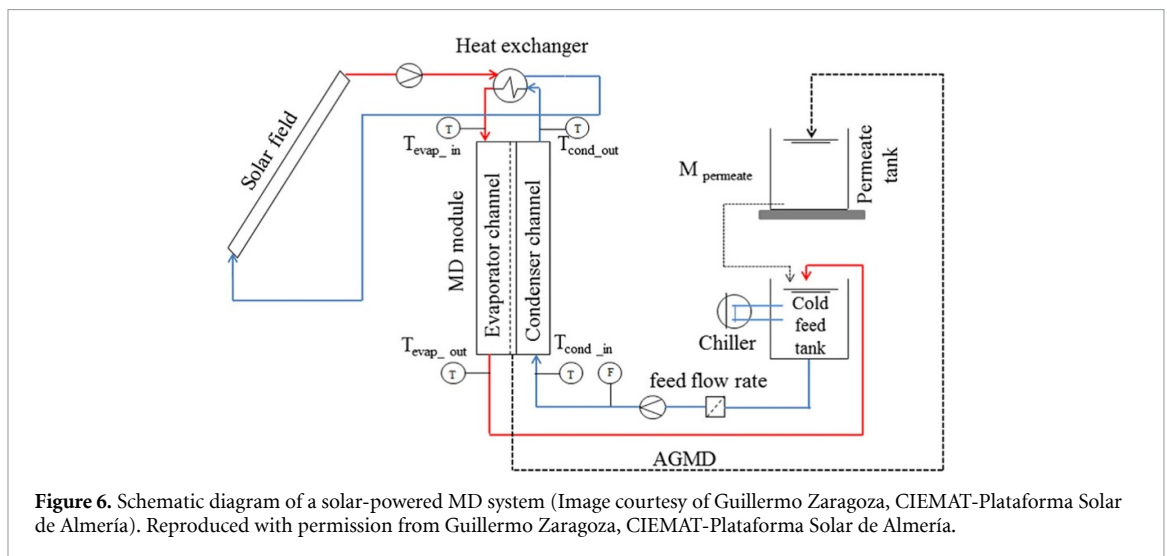 Heat exchanger
Solar field
T
T
Tevap_ in
Tcond_out
MD module
Evaporator channel
Condenser channel
M permeate
Permeate
tank
Cold
feed
tank
Chiller
Tevap_ out
Tcond _in
T
T
F
feed flow rate
AGMD
Figure 6. Schematic diagram of a solar-powered MD system (Image courtesy of Guillermo Zaragoza, CIEMAT-Plataforma Solar
de Almería). Reproduced with permission from Guillermo Zaragoza, CIEMAT-Plataforma Solar de Almería.